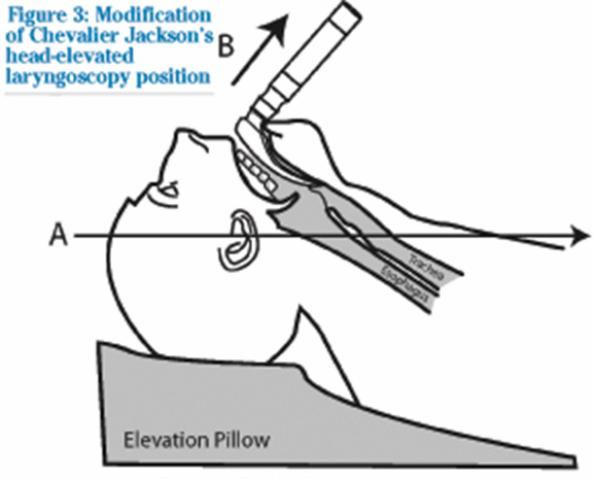 Figure 3: Modification
of Chevalier Jackson's
head-elevated
laryngoscopy position
B
A
Trachea
Esophagus
Elevation Pillow